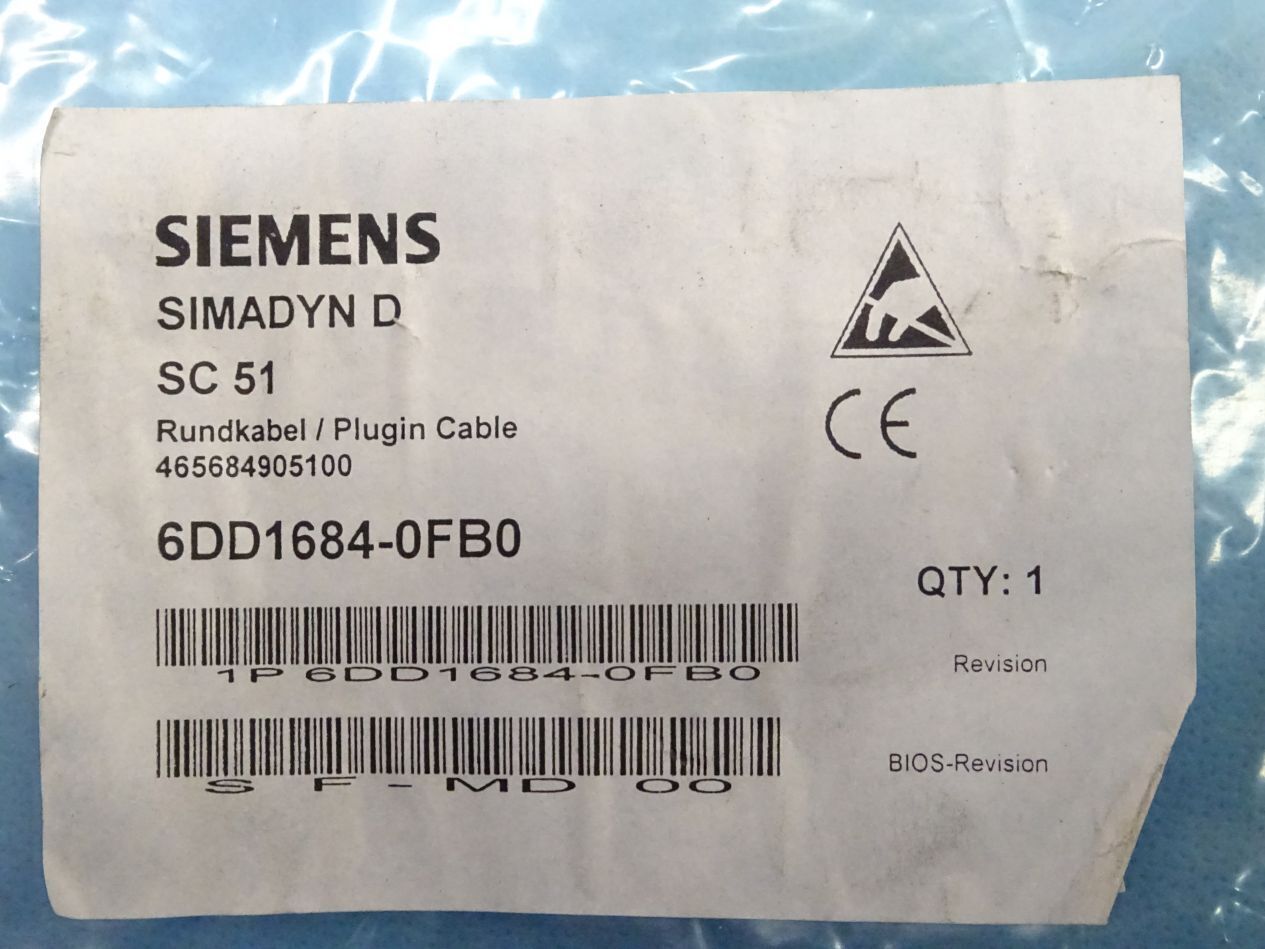 SIEMENS
SIMADYN D
SC 51
Rundkabel / Plugin Cable
465684905100
6DD1684-0FB0
QTY: 1
1P 6DD1684-0FB0
Revision
S F-MD 00
BIOS-Revision